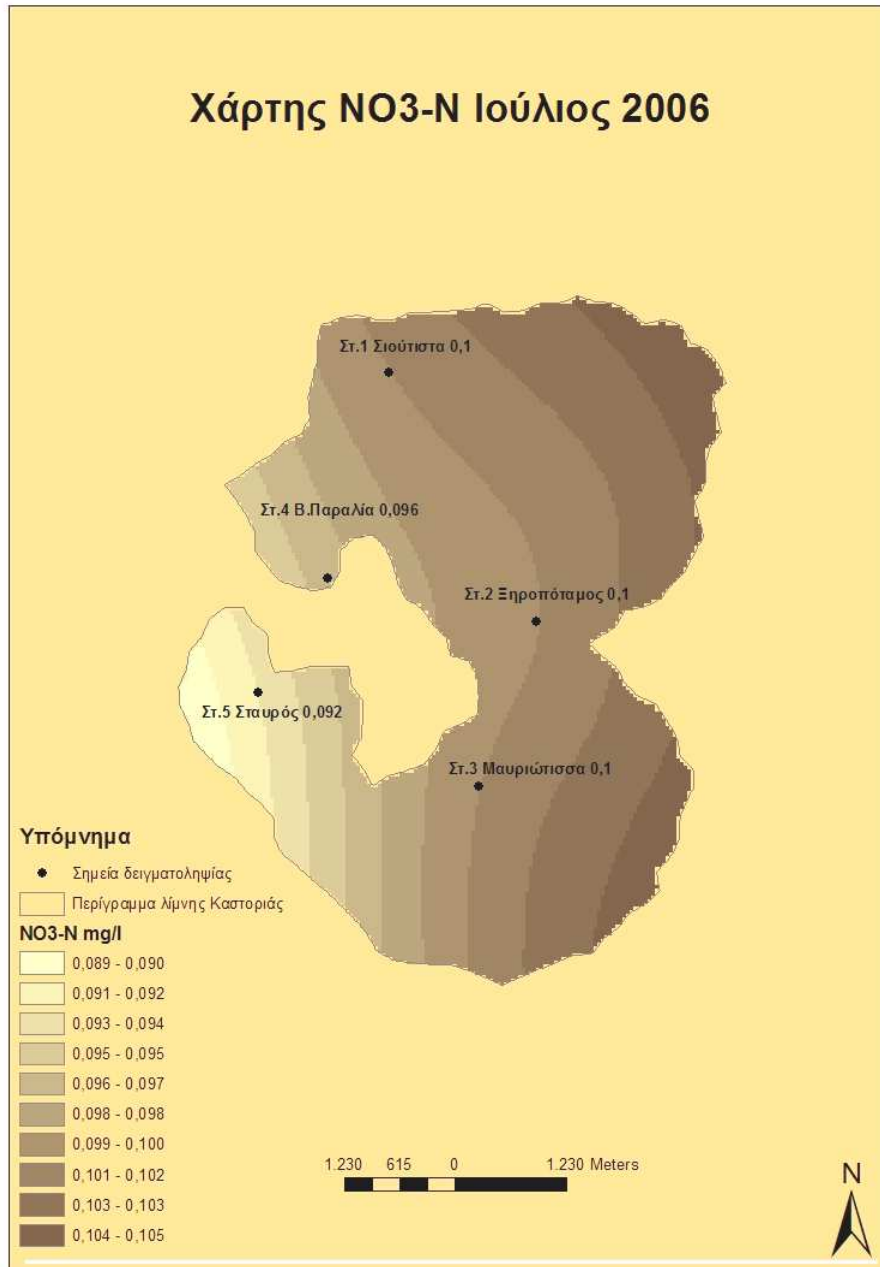 Χάρτης NO3-N Ιούλιος 2006
Στ.1 Σιούτιστα 0,1
Στ.4 Β.Παραλία 0,096
Στ.2 Ξηροπόταμος 0,1
Στ.5 Σταυρός 0,092
Στ.3 Μαυριώτισσα 0,1
Υπόμνημα
Σημεία δειγματοληψίας
Περίγραμμα λίμνης Καστοριάς
NO3-N mg/l
0,089 - 0,090
0,091 - 0,092
0,093 - 0,094
0,095 - 0,095
0,096 - 0,097
0,098 - 0,098
0,099 - 0,100
0,101 - 0,102
0,103 - 0,103
0,104 - 0,105
1.230 615 0 1.230 Meters
N